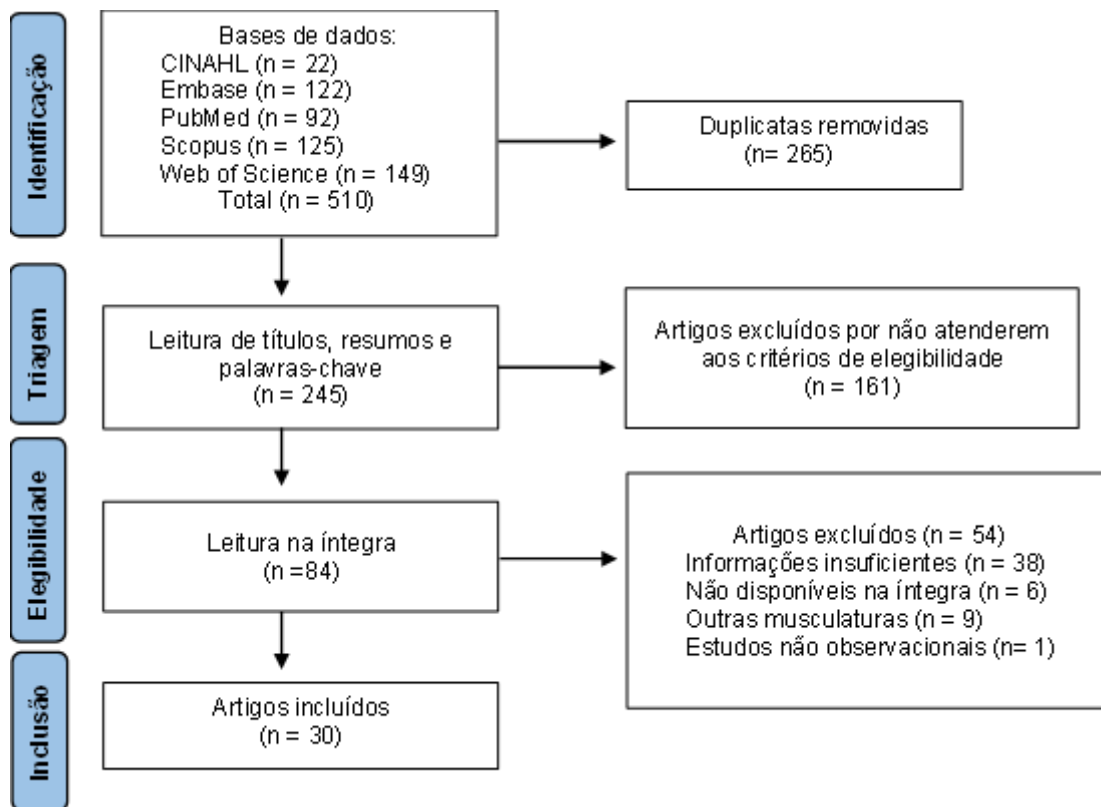 Identificação
Bases de dados:
CINAHL (n = 22)
Embase (n = 122)
PubMed (n = 92)
Scopus (n = 125)
Web of Science (n = 149)
Total (n = 510)
Duplicatas removidas
(n= 265)
Triagem
Leitura de títulos, resumos e
palavras-chave
(n = 245)
Artigos excluídos por não atenderem
aos critérios de elegibilidade
(n = 161)
Elegibilidade
Leitura na íntegra
(n =84)
Artigos excluídos (n = 54)
Informações insuficientes (n = 38)
Não disponíveis na íntegra (n = 6)
Outras musculaturas (n = 9)
Estudos não observacionais (n= 1)
Inclusão
Artigos incluídos
(n = 30)